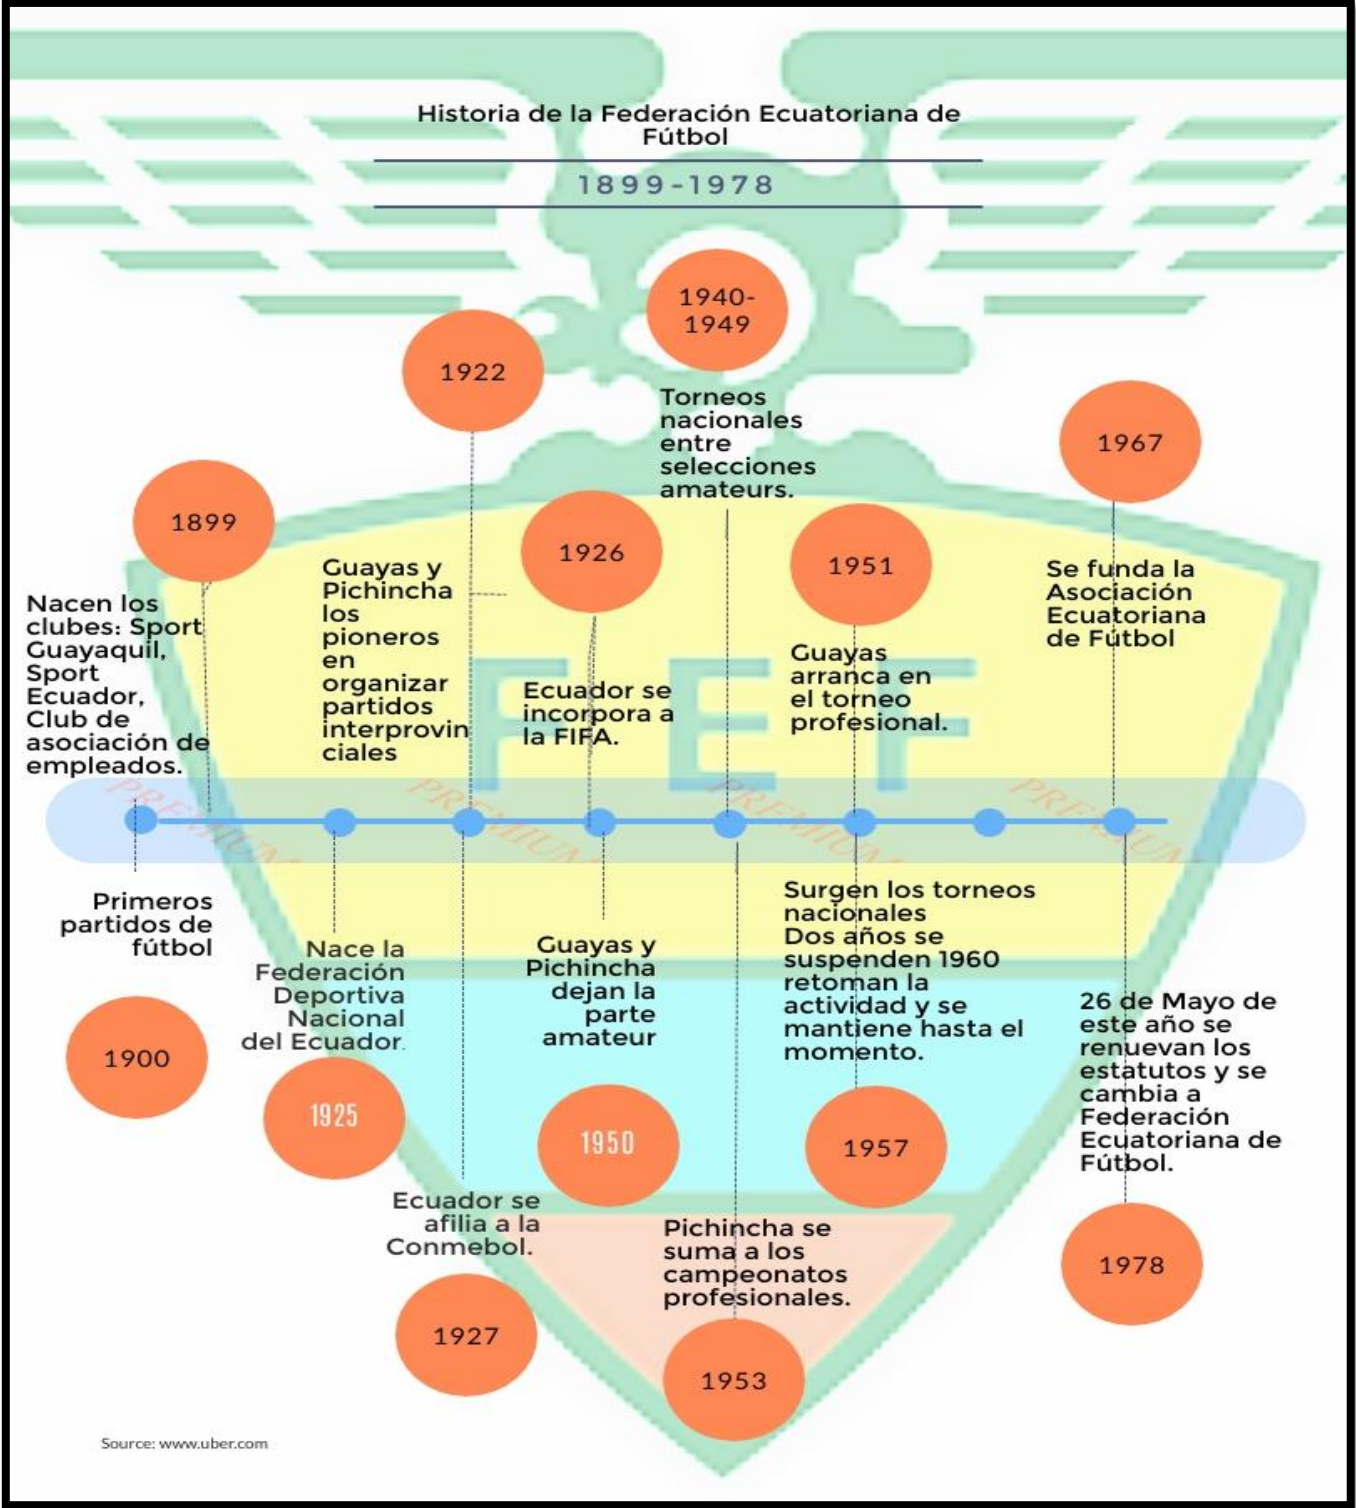 Historia de la Federación Ecuatoriana de
Fútbol
1899-1978
1940-
1949
Torneos
nacionales
entre
selecciones
amateurs.
1922
Guayas y
Pichincha
los
pioneros
en
organizar
partidos
interprovin
ciales
1967
Se funda la
Asociación
Ecuatoriana
de Fútbol
1899
Nacen los
clubes: Sport
Guayaquil,
Sport
Ecuador,
Club de
asociación de
empleados.
1926
Ecuador se
incorpora a
la FIFA.
1951
Guayas
arranca en
el torneo
profesional.
FEF
PREMIUM
PREMIUM
PREMIUM
PREMIUM
Primeros
partidos de
fútbol
1900
Nace la
Federación
Deportiva
Nacional
del Ecuador.
1925
Guayas y
Pichincha
dejan la
parte
amateur
1950
Surgen los torneos
nacionales
Dos años se
suspenden 1960
retoman la
actividad y se
mantiene hasta el
momento.
1957
26 de Mayo de
este año se
renuevan los
estatutos y se
cambia a
Federación
Ecuatoriana de
Fútbol.
1978
Ecuador se
afilia a la
Conmebol.
1927
Pichincha se
suma a los
campeonatos
profesionales.
1953
Source: www.uber.com